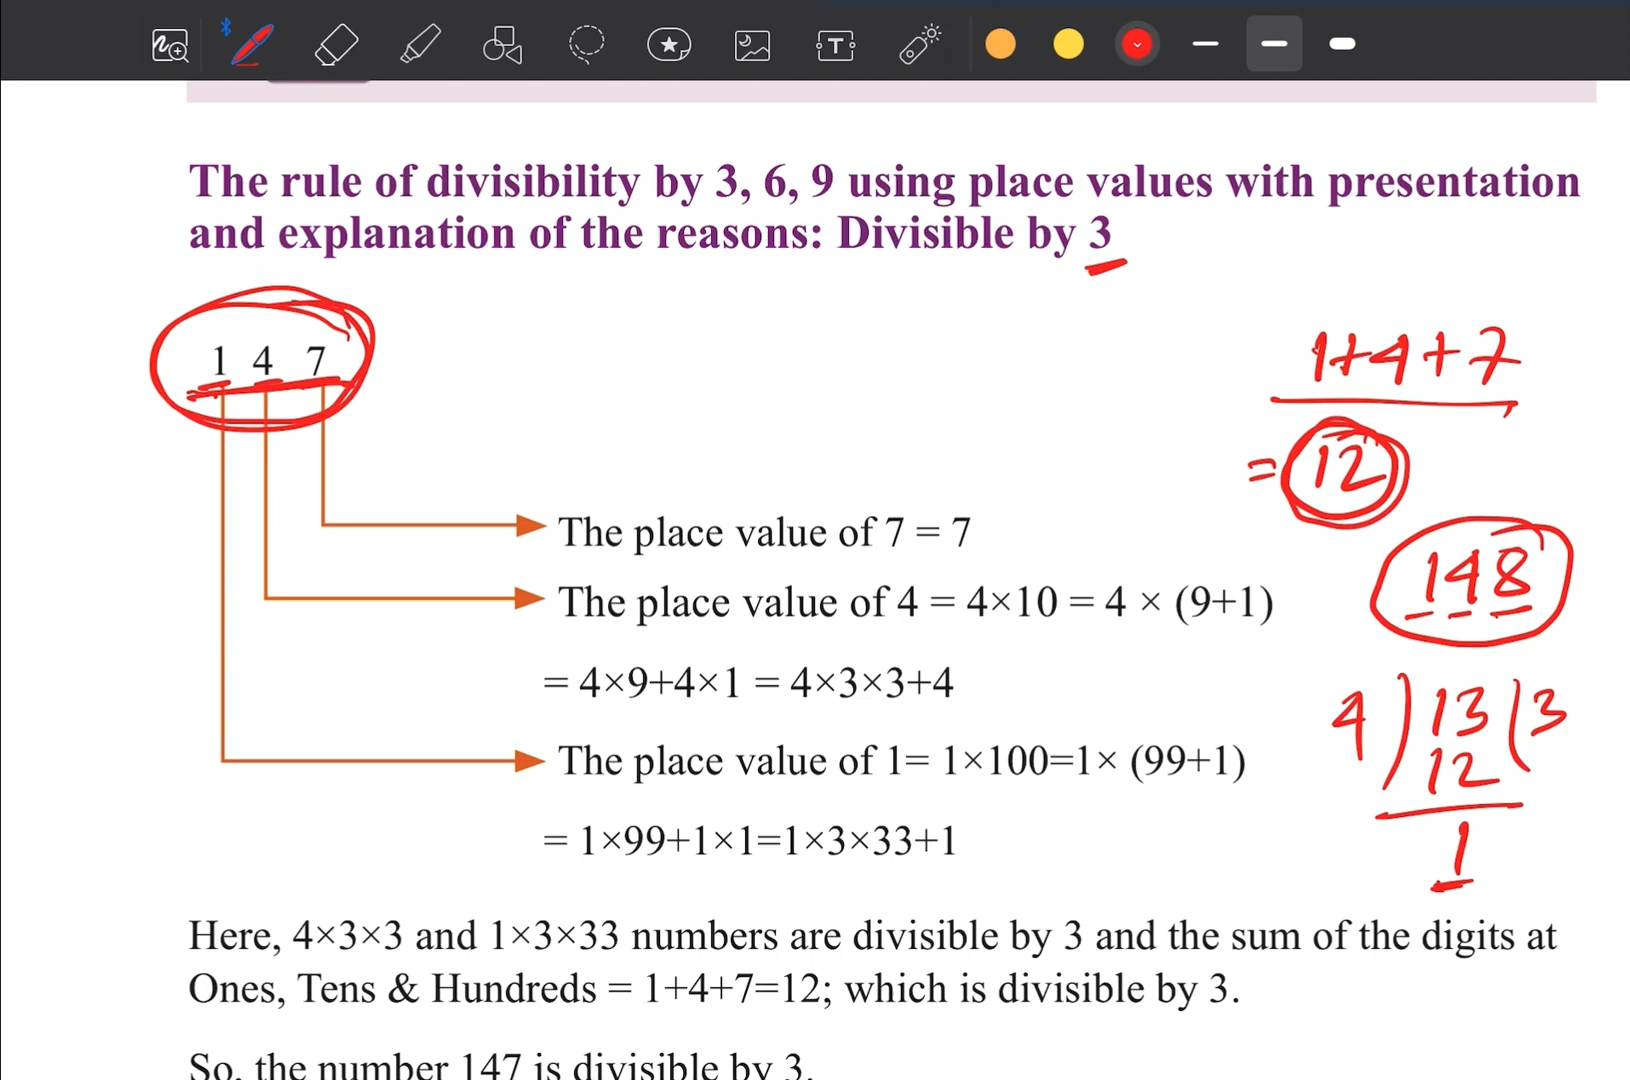 The rule of divisibility by 3, 6, 9 using place values with presentation
and explanation of the reasons: Divisible by 3
1 4 7
1+4+7
= 12
The place value of 7 = 7
148
The place value of 4 = 4×10 = 4 × (9+1)
= 4×9+4×1 = 4×3×3+4
4)13(3
12
The place value of 1= 1×100=1× (99+1)
= 1×99+1×1=1×3×33+1
1
Here, 4×3×3 and 1×3×33 numbers are divisible by 3 and the sum of the digits at
Ones, Tens & Hundreds = 1+4+7=12; which is divisible by 3.
So, the number 147 is divisible by 3.